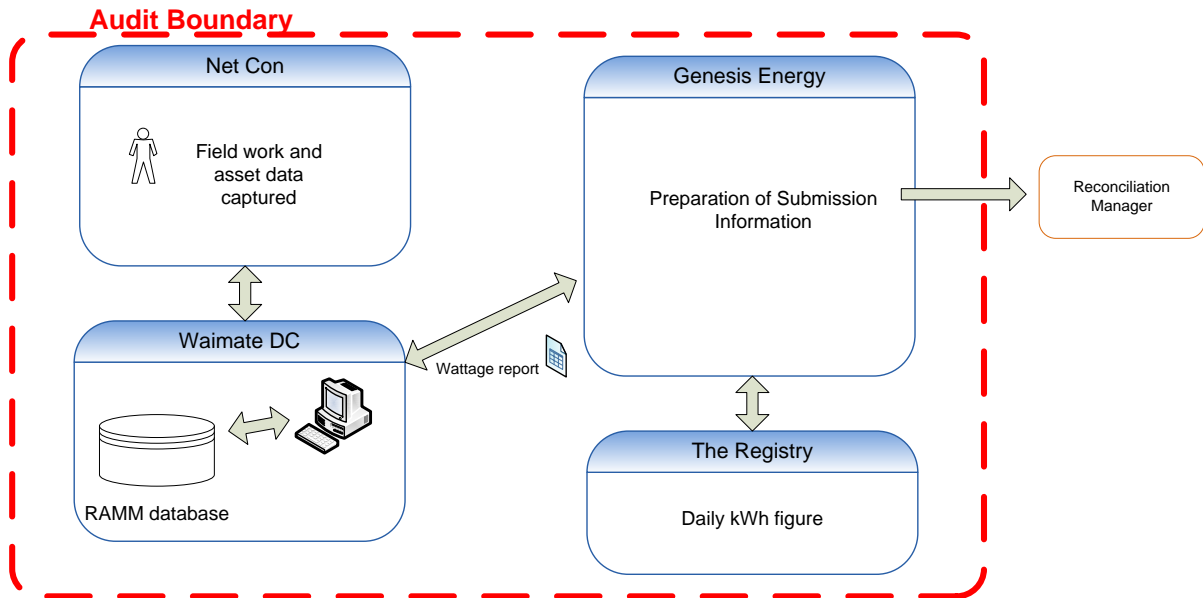 Audit Boundary
Net Con
Field work and
asset data
captured
Genesis Energy
Preparation of Submission
Information
Reconciliation
Manager
Waimate DC
RAMM database
Wattage report
The Registry
Daily kWh figure